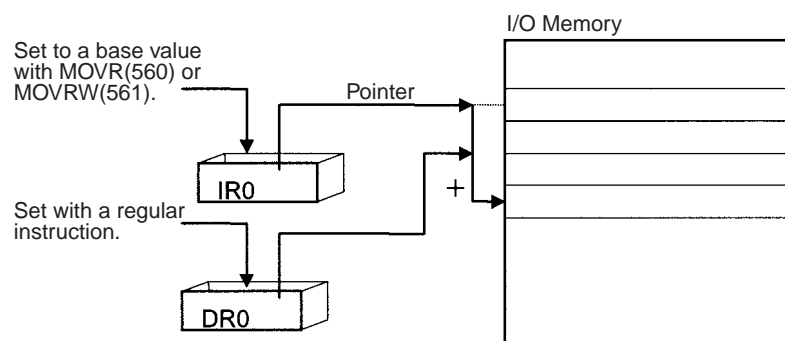 I/O Memory
Set to a base value
with MOVR(560) or
MOVRW(561).
Pointer
IR0
+
Set with a regular
instruction.
DR0